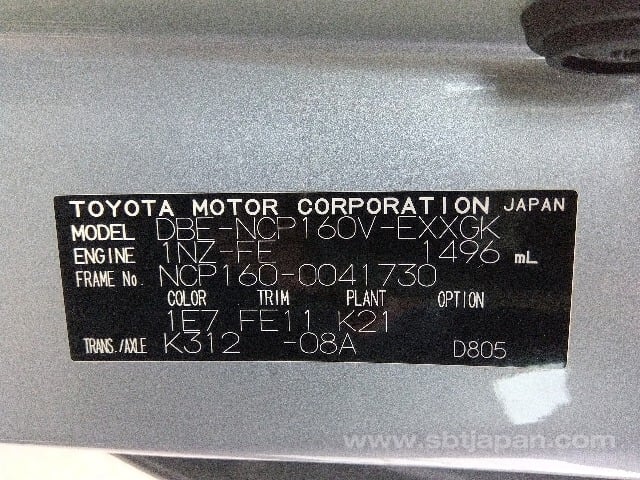 TOYOTA MOTOR CORPORATION JAPAN
MODEL DBE-NCP160V-EXXGK
ENGINE 1NZ-FE 1496 mL
FRAME No. NCP160-0041730
COLOR TRIM PLANT OPTION
1E7 FE11 K21
TRANS./AXLE K312 -08A D805
www.sbtjapan.com